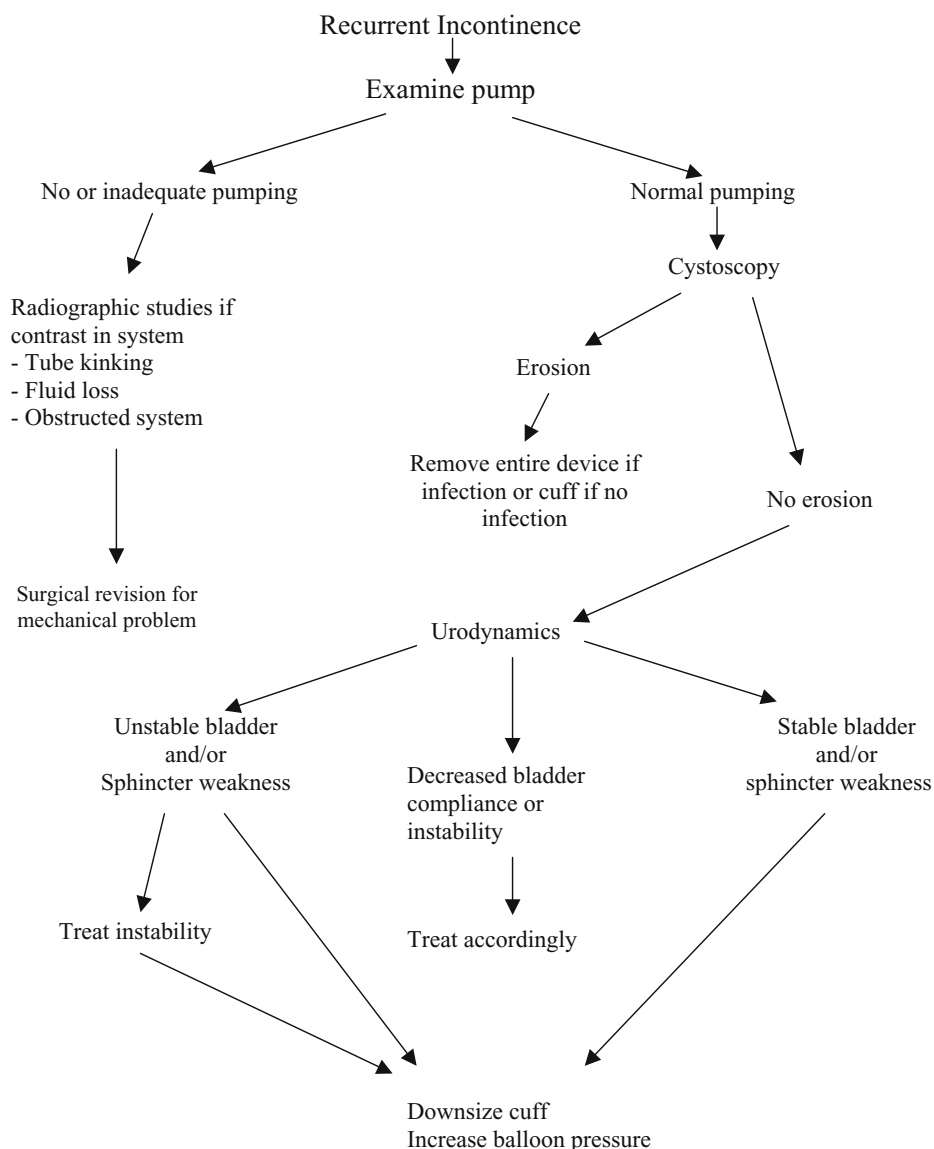 Recurrent Incontinence
Examine pump
No or inadequate pumping
Normal pumping
Cystoscopy
Radiographic studies if
contrast in system
- Tube kinking
- Fluid loss
- Obstructed system
Erosion
Remove entire device if
infection or cuff if no
infection
No erosion
Surgical revision for
mechanical problem
Urodynamics
Unstable bladder
and/or
Sphincter weakness
Decreased bladder
compliance or
instability
Stable bladder
and/or
sphincter weakness
Treat instability
Treat accordingly
Downsize cuff
Increase balloon pressure